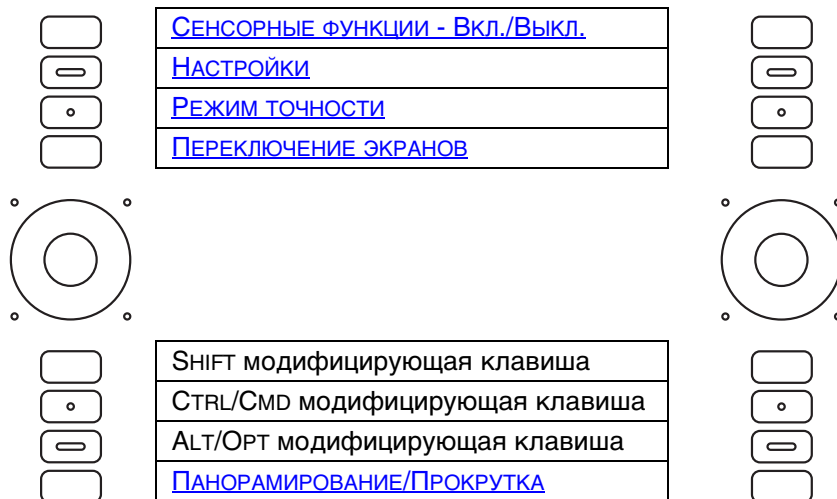 СЕНСОРНЫЕ ФУНКЦИИ - ВКЛ./ВЫКЛ.
НАСТРОЙКИ
РЕЖИМ ТОЧНОСТИ
ПЕРЕКЛЮЧЕНИЕ ЭКРАНОВ
SHIFT модифицирующая клавиша
CTRL/CMD модифицирующая клавиша
ALT/OPT модифицирующая клавиша
ПАНОРАМИРОВАНИЕ/ПРОКРУТКА